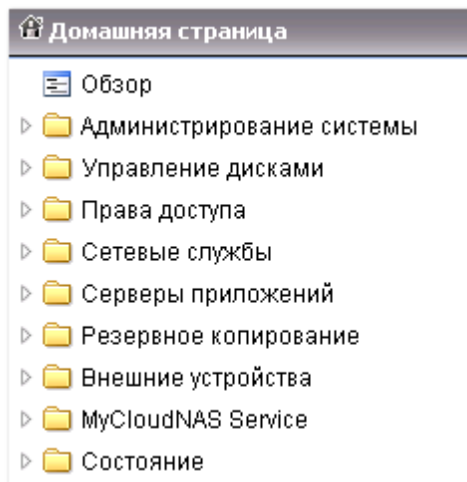 Домашняя страница
Обзор
Администрирование системы
Управление дисками
Права доступа
Сетевые службы
Серверы приложений
Резервное копирование
Внешние устройства
MyCloudNAS Service
Состояние